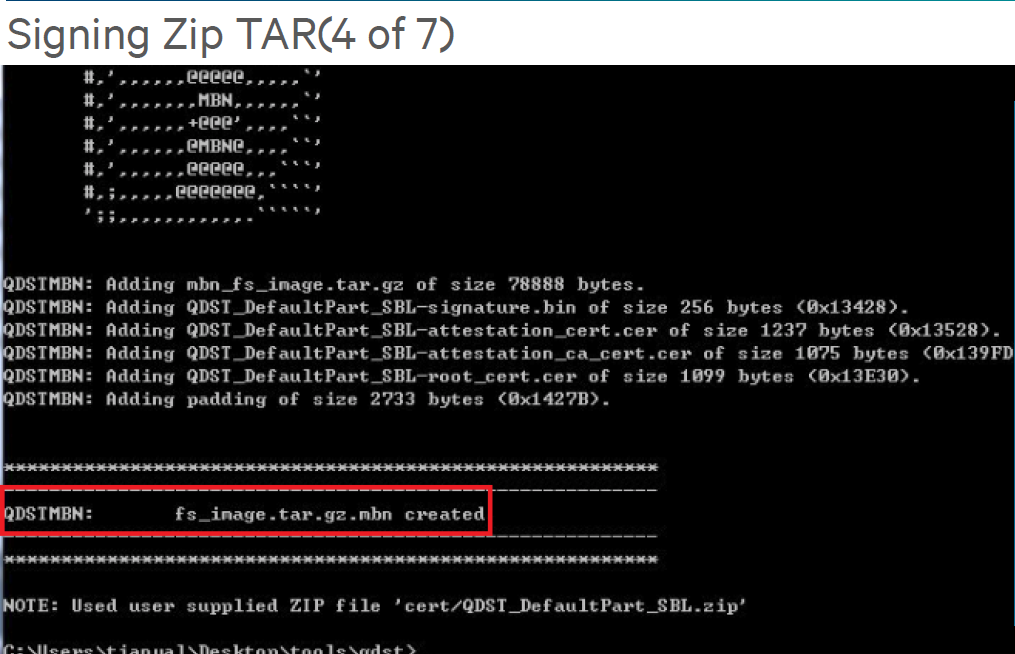 Signing Zip TAR(4 of 7)
#,',,,,,,@@@@@,,,,,`'
#,',,,,,,,MBN,,,,,,`'
#,',,,,,,+@@@',,,,``'
#,',,,,,,@MBN@,,,,``'
#,',,,,,,@@@@@,,,```'
#,;,,,,,@@@@@@@,````'
';;,,,,,,,,,,,.`````'
QDSTMBN: Adding mbn_fs_image.tar.gz of size 78888 bytes.
QDSTMBN: Adding QDST_DefaultPart_SBL-signature.bin of size 256 bytes (0x13428).
QDSTMBN: Adding QDST_DefaultPart_SBL-attestation_cert.cer of size 1237 bytes (0x13528).
QDSTMBN: Adding QDST_DefaultPart_SBL-attestation_ca_cert.cer of size 1075 bytes (0x139FD
QDSTMBN: Adding QDST_DefaultPart_SBL-root_cert.cer of size 1099 bytes (0x13E30).
QDSTMBN: Adding padding of size 2733 bytes (0x1427B).
*********************************************************
---------------------------------------------------------
QDSTMBN:       fs_image.tar.gz.mbn created
---------------------------------------------------------
*********************************************************
NOTE: Used user supplied ZIP file 'cert/QDST_DefaultPart_SBL.zip'
C:\Users\tianyal\Desktop\tools\qdst>